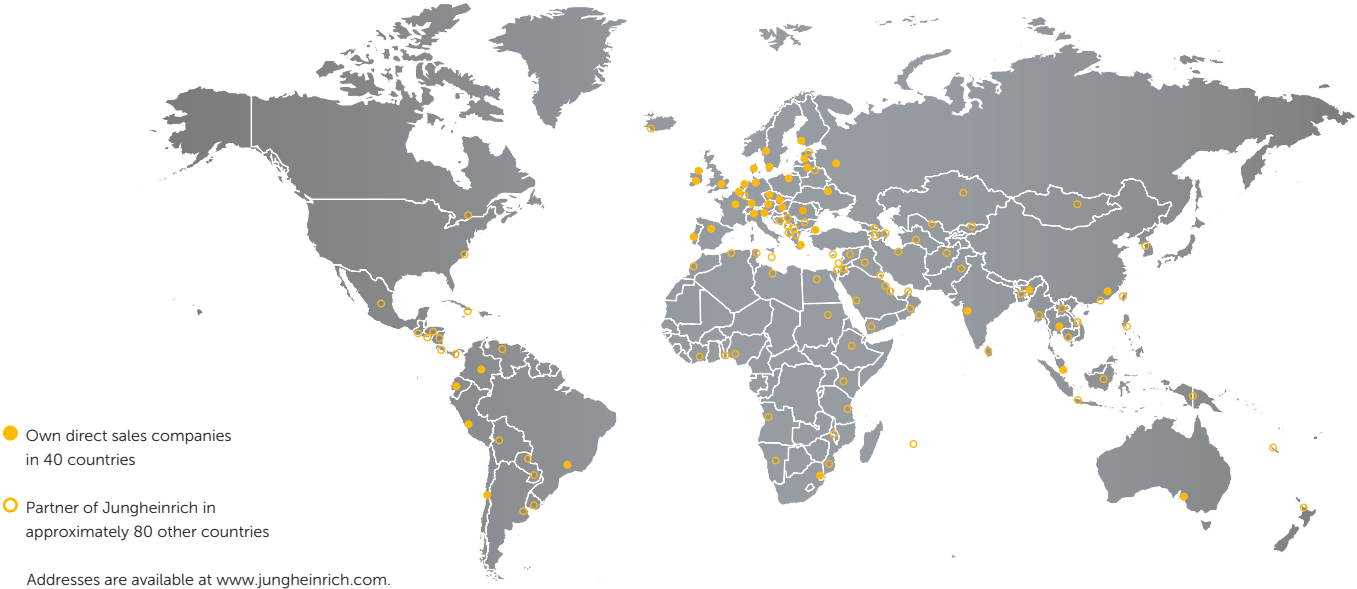 Own direct sales companies
in 40 countries
Partner of Jungheinrich in
approximately 80 other countries
Addresses are available at www.jungheinrich.com.